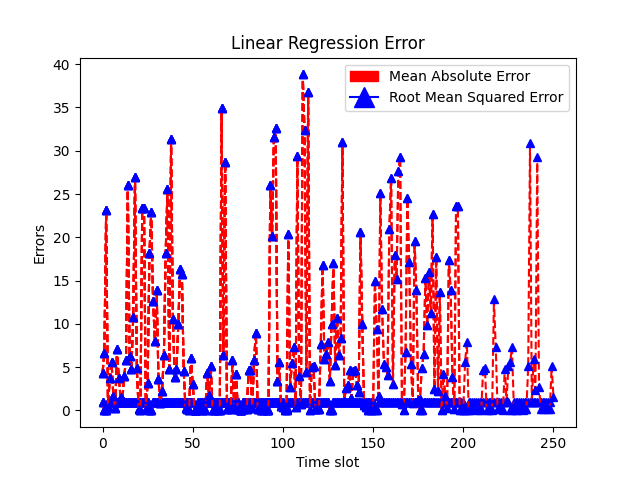 Linear Regression Error
Mean Absolute Error
Root Mean Squared Error
Errors
40
35
30
25
20
15
10
5
0
0 50 100 150 200 250
Time slot